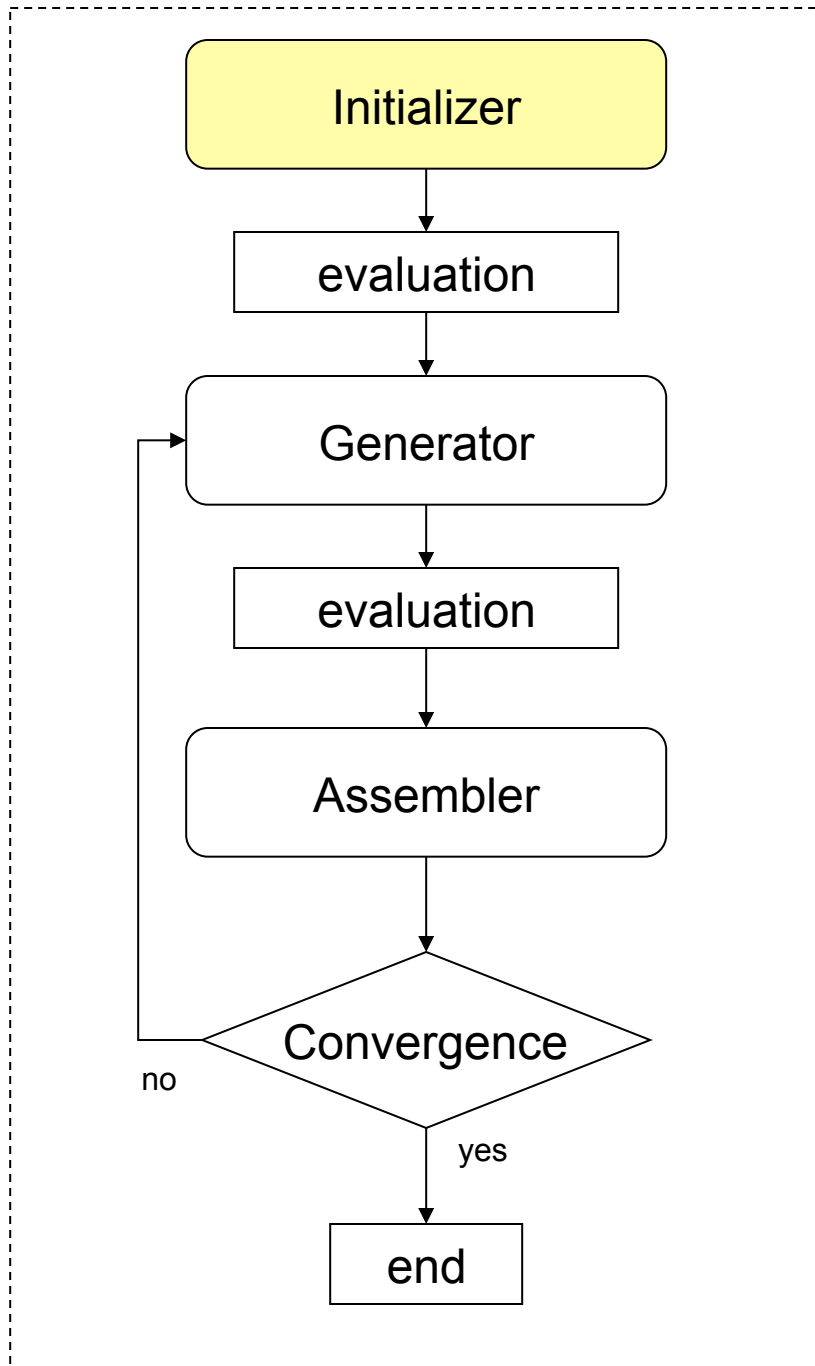 Initializer
evaluation
Generator
evaluation
Assembler
Convergence
no
yes
end